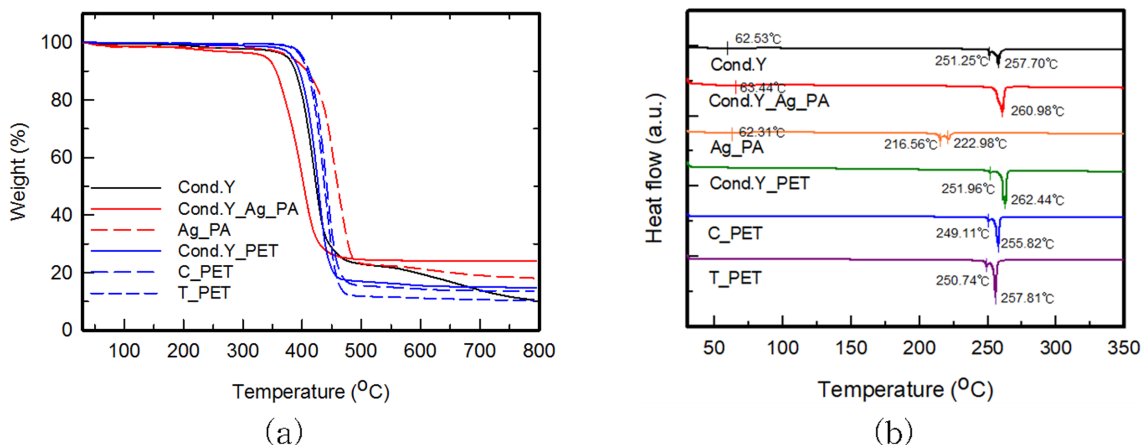 100
80
60
40
20
0
Weight (%)
Cond.Y
Cond.Y_Ag_PA
Ag_PA
Cond.Y_PET
C_PET
T_PET
100 200 300 400 500 600 700 800
Temperature (°C)
(a)
Heat flow (a.u.)
62.53℃
Cond.Y
251.25℃
257.70℃
63.44℃
Cond.Y_Ag_PA
260.98℃
62.31℃
Ag_PA
216.56℃
222.98℃
Cond.Y_PET
251.96℃
262.44℃
C_PET
249.11℃
255.82℃
T_PET
250.74℃
257.81℃
50 100 150 200 250 300 350
Temperature (°C)
(b)